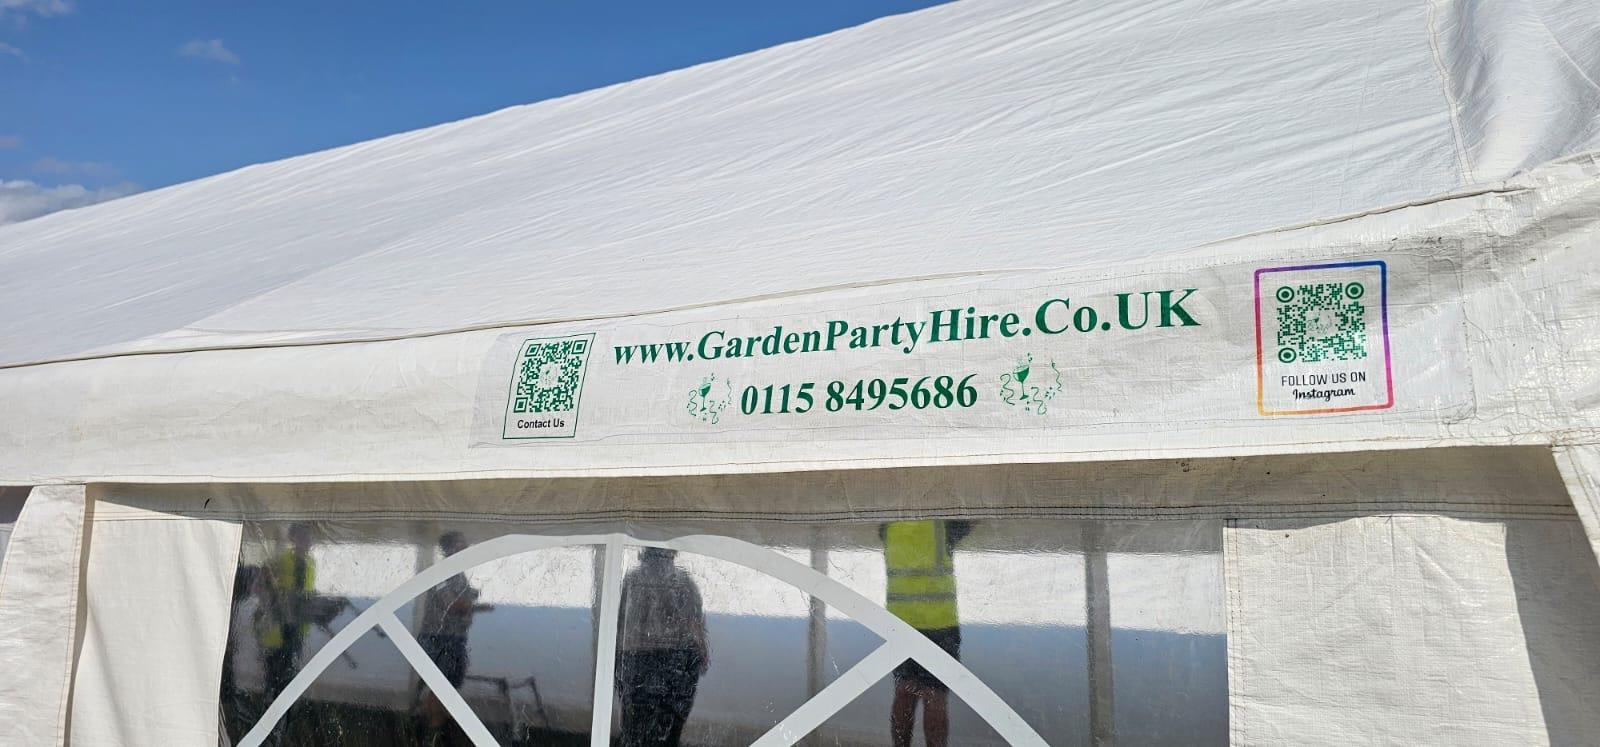 www.GardenPartyHire.Co.UK
0115 8495686
Contact Us
FOLLOW US ON
Instagram